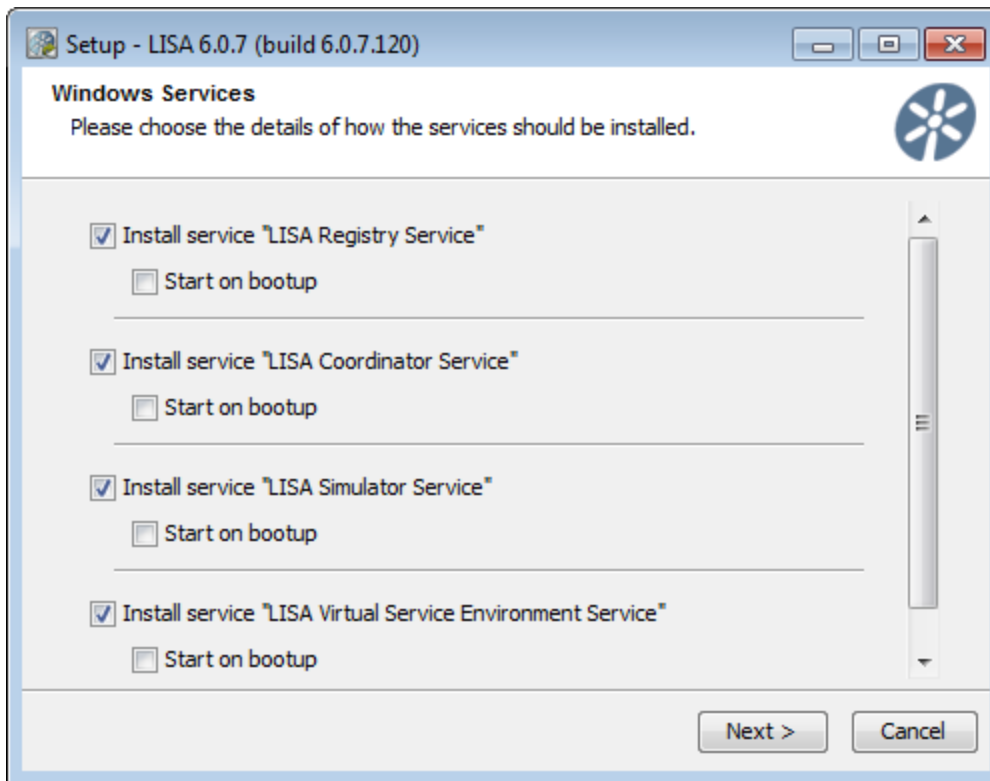 Setup - LISA 6.0.7 (build 6.0.7.120)
Windows Services
Please choose the details of how the services should be installed.
Install service "LISA Registry Service"
Start on bootup
Install service "LISA Coordinator Service"
Start on bootup
Install service "LISA Simulator Service"
Start on bootup
Install service "LISA Virtual Service Environment Service"
Start on bootup
Next >
Cancel